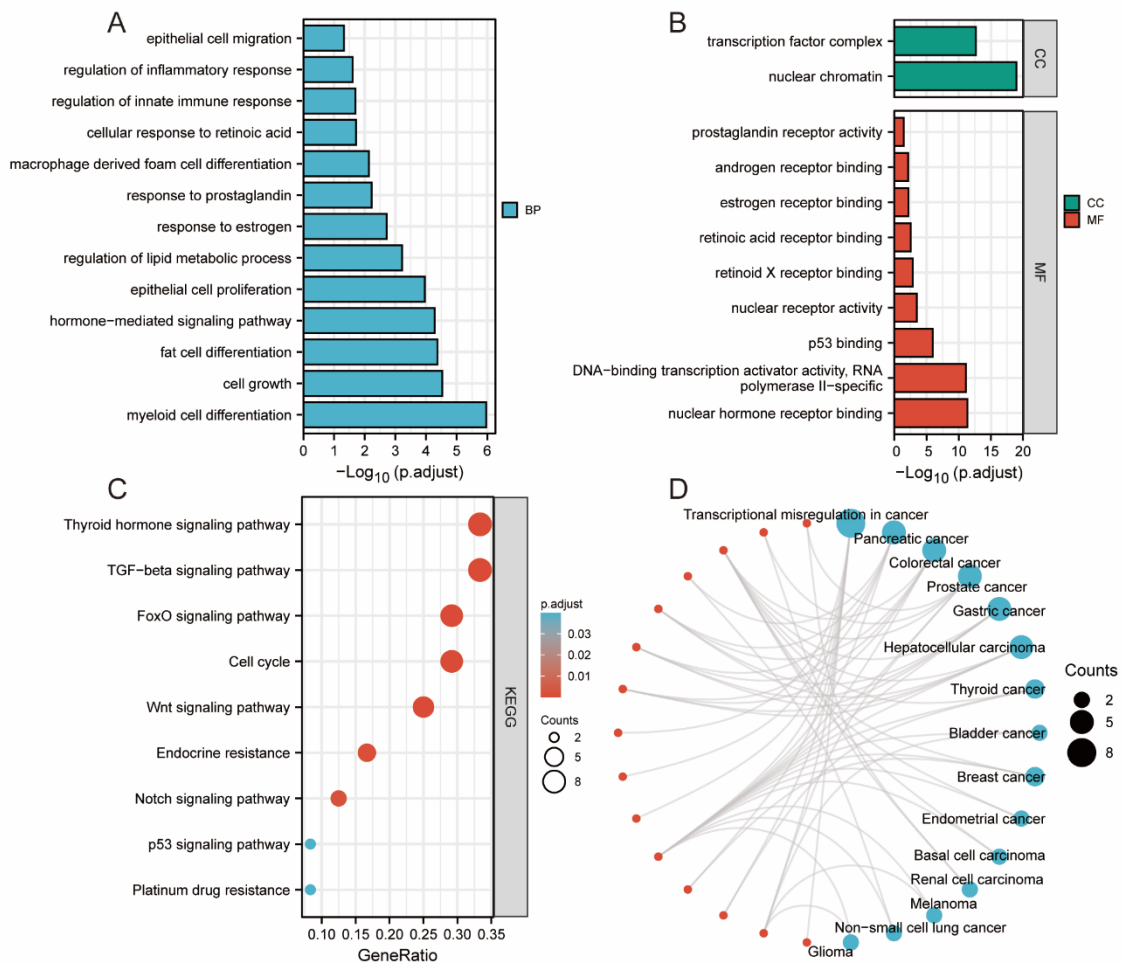 A
epithelial cell migration
regulation of inflammatory response
regulation of innate immune response
cellular response to retinoic acid
macrophage derived foam cell differentiation
response to prostaglandin
response to estrogen
regulation of lipid metabolic process
epithelial cell proliferation
hormone−mediated signaling pathway
fat cell differentiation
cell growth
myeloid cell differentiation
0 1 2 3 4 5 6
−Log10 (p.adjust)
BP
B
transcription factor complex
nuclear chromatin
CC
prostaglandin receptor activity
androgen receptor binding
estrogen receptor binding
retinoic acid receptor binding
retinoid X receptor binding
nuclear receptor activity
p53 binding
DNA−binding transcription activator activity, RNA
polymerase II−specific
nuclear hormone receptor binding
MF
0 5 10 15 20
−Log10 (p.adjust)
CC
MF
C
Thyroid hormone signaling pathway
TGF−beta signaling pathway
FoxO signaling pathway
Cell cycle
Wnt signaling pathway
Endocrine resistance
Notch signaling pathway
p53 signaling pathway
Platinum drug resistance
KEGG
0.10 0.15 0.20 0.25 0.30 0.35
GeneRatio
p.adjust
0.03
0.02
0.01
Counts
2
5
8
D
Transcriptional misregulation in cancer
Pancreatic cancer
Colorectal cancer
Prostate cancer
Gastric cancer
Hepatocellular carcinoma
Thyroid cancer
Bladder cancer
Breast cancer
Endometrial cancer
Basal cell carcinoma
Renal cell carcinoma
Melanoma
Non−small cell lung cancer
Glioma
Counts
2
5
8